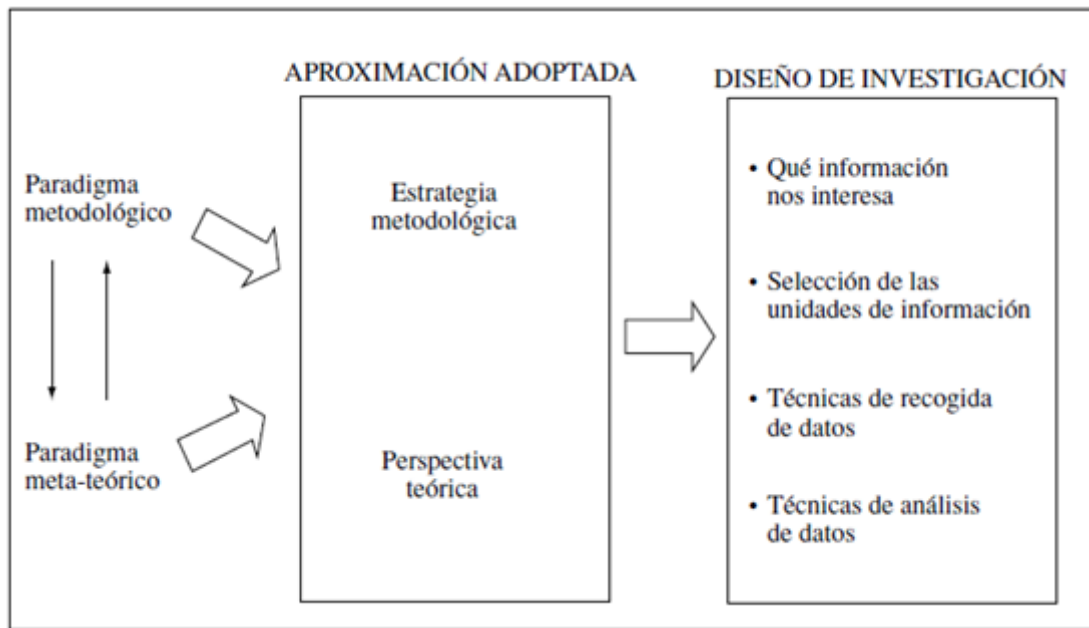 Paradigma
metodológico
Paradigma
meta-teórico
APROXIMACIÓN ADOPTADA
Estrategia
metodológica
Perspectiva
teórica
DISEÑO DE INVESTIGACIÓN
• Qué información
nos interesa
• Selección de las
unidades de información
• Técnicas de recogida
de datos
• Técnicas de análisis
de datos